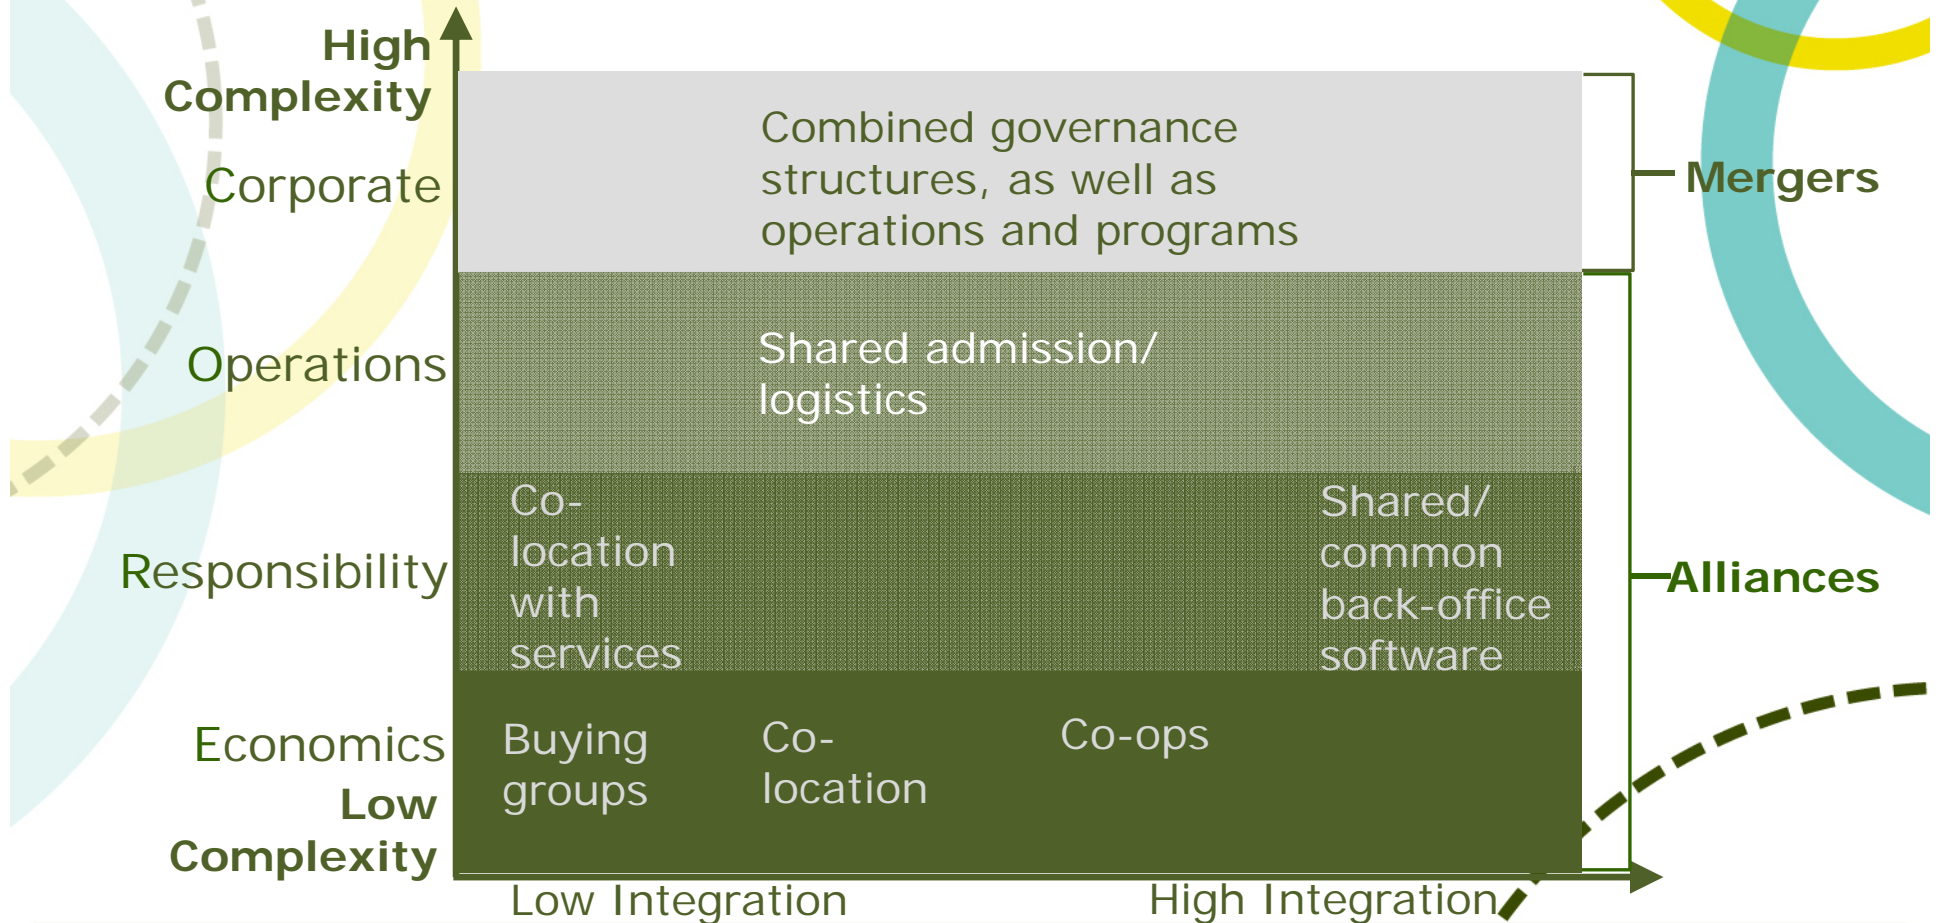 High
Complexity
Combined governance
structures, as well as
operations and programs
Corporate
Mergers
Shared admission/
logistics
Operations
Co-
location
with
services
Shared/
common
back-office
software
Responsibility
Alliances
Economics
Buying
groups
Co-
location
Co-ops
Low
Complexity
Low Integration
High Integration